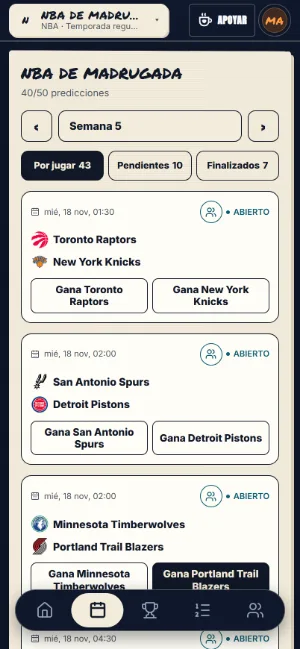 N NBA DE MADRU...
NBA · Temporada regu...
APOYAR
MA
NBA DE MADRUGADA
40/50 predicciones
‹ Semana 5 ›
Por jugar 43 Pendientes 10 Finalizados 7
mié, 18 nov, 01:30 • ABIERTO
Toronto Raptors
New York Knicks
Gana Toronto Raptors
Gana New York Knicks
mié, 18 nov, 02:00 • ABIERTO
San Antonio Spurs
Detroit Pistons
Gana San Antonio Spurs
Gana Detroit Pistons
mié, 18 nov, 02:00 • ABIERTO
Minnesota Timberwolves
Portland Trail Blazers
Gana Minnesota Timberwolves
Gana Portland Trail Blazers
mié, 18 nov, 04:30 • ABIERTO